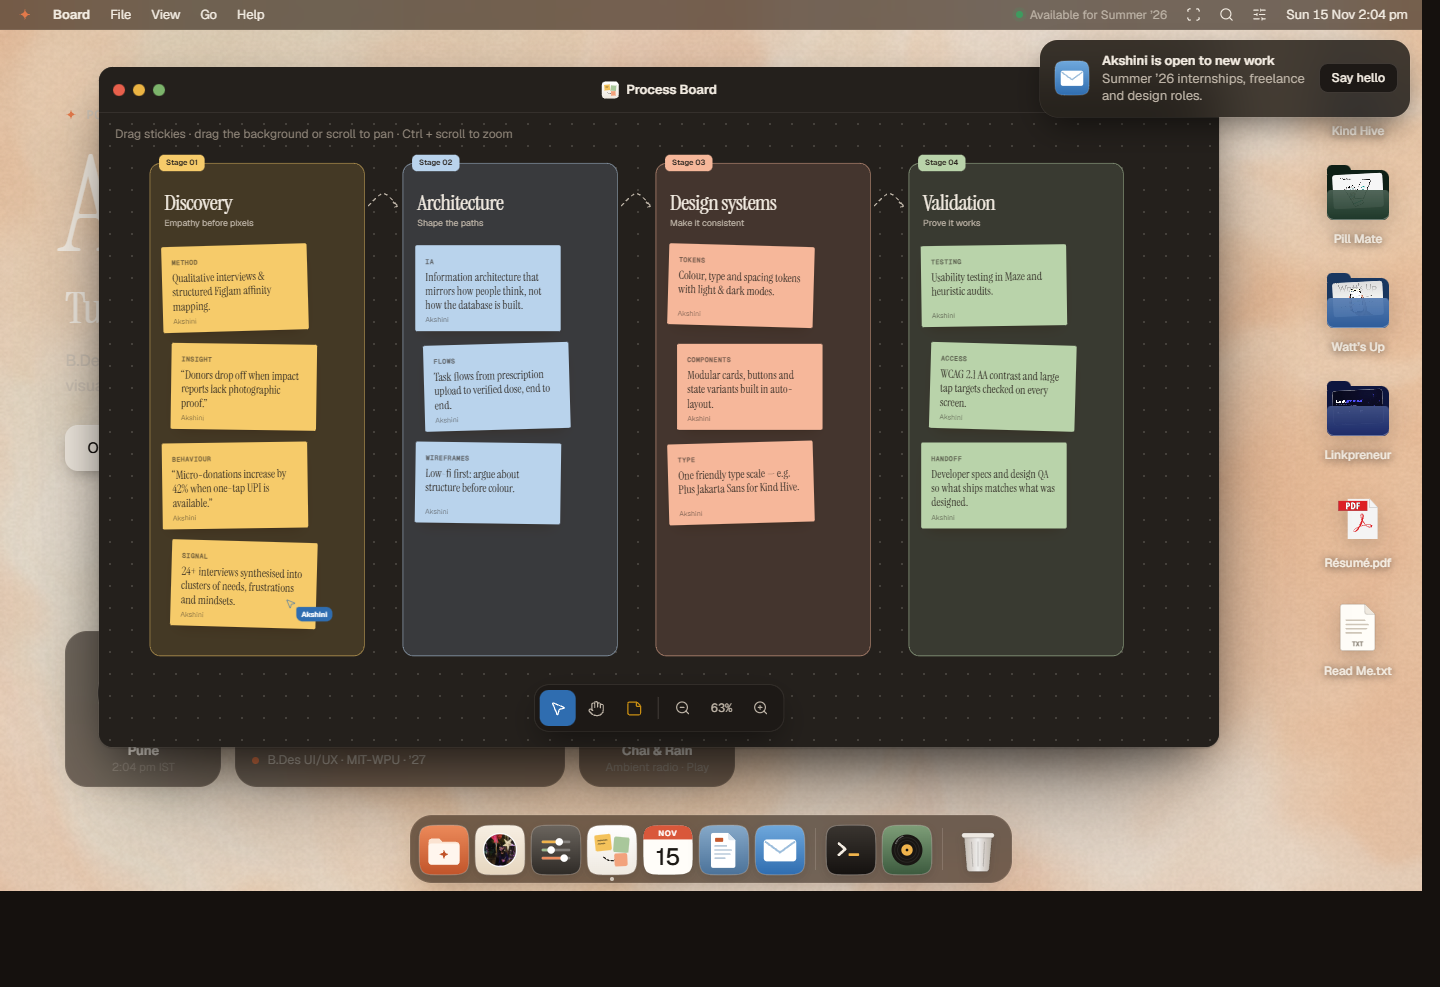 Board File View Go Help
Available for Summer '26
Sun 15 Nov 2:04 pm
Akshini is open to new work
Summer '26 internships, freelance
and design roles.
Say hello
Process Board
Drag stickies · drag the background or scroll to pan · Ctrl + scroll to zoom
Stage 01
Discovery
Empathy before pixels
METHOD
Qualitative interviews &
structured FigJam affinity
mapping.
Akshini
INSIGHT
“Donors drop off when impact
reports lack photographic
proof.”
Akshini
BEHAVIOUR
“Micro-donations increase by
42% when one-tap UPI is
available.”
Akshini
SIGNAL
24+ interviews synthesised into
clusters of needs, frustrations
and mindsets.
Akshini
Akshini
Stage 02
Architecture
Shape the paths
IA
Information architecture that
mirrors how people think, not
how the database is built.
Akshini
FLOWS
Task flows from prescription
upload to verified dose, end to
end.
Akshini
WIREFRAMES
Low-fi first: argue about
structure before colour.
Akshini
Stage 03
Design systems
Make it consistent
TOKENS
Colour, type and spacing tokens
with light & dark modes.
Akshini
COMPONENTS
Modular cards, buttons and
state variants built in auto-
layout.
Akshini
TYPE
One friendly type scale — e.g.
Plus Jakarta Sans for Kind Hive.
Akshini
Stage 04
Validation
Prove it works
TESTING
Usability testing in Maze and
heuristic audits.
Akshini
ACCESS
WCAG 2.1 AA contrast and large
tap targets checked on every
screen.
Akshini
HANDOFF
Developer specs and design QA
so what ships matches what was
designed.
Akshini
63%
Kind Hive
Pill Mate
Watt's Up
Watt's Up
Linkpreneur
PDF
Résumé.pdf
TXT
Read Me.txt
A
Tu
B.De
visua
O
Pune
2:04 pm IST
B.Des UI/UX · MIT-WPU · '27
Chai & Rain
Ambient radio · Play
NOV
15